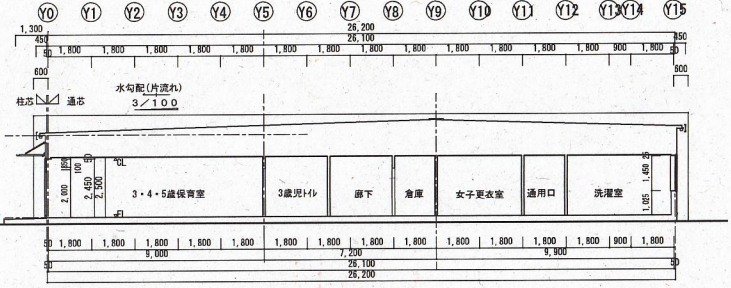 Y0 Y1 Y2 Y3 Y4 Y5 Y6 Y7 Y8 Y9 Y10 Y11 Y12 Y13 Y14 Y15
26,200
1,300 26,100
450 1,800 1,800 1,800 1,800 1,800 1,800 1,800 1,800 1,800 1,800 1,800 1,800 1,800 900 1,800 450
50 50
600 600
水勾配(片流れ)
柱芯 通芯 3/100
CL
150 100 50 2,000 2,450 2,500
3・4・5歳保育室 3歳児トイレ 廊下 倉庫 女子更衣室 通用口 洗濯室
25 1,450 1,025
FL
50 1,800 1,800 1,800 1,800 1,800 1,800 1,800 1,800 1,800 1,800 1,800 1,800 1,800 900 1,800
9,000 7,200 9,900
50 26,100 50
26,200